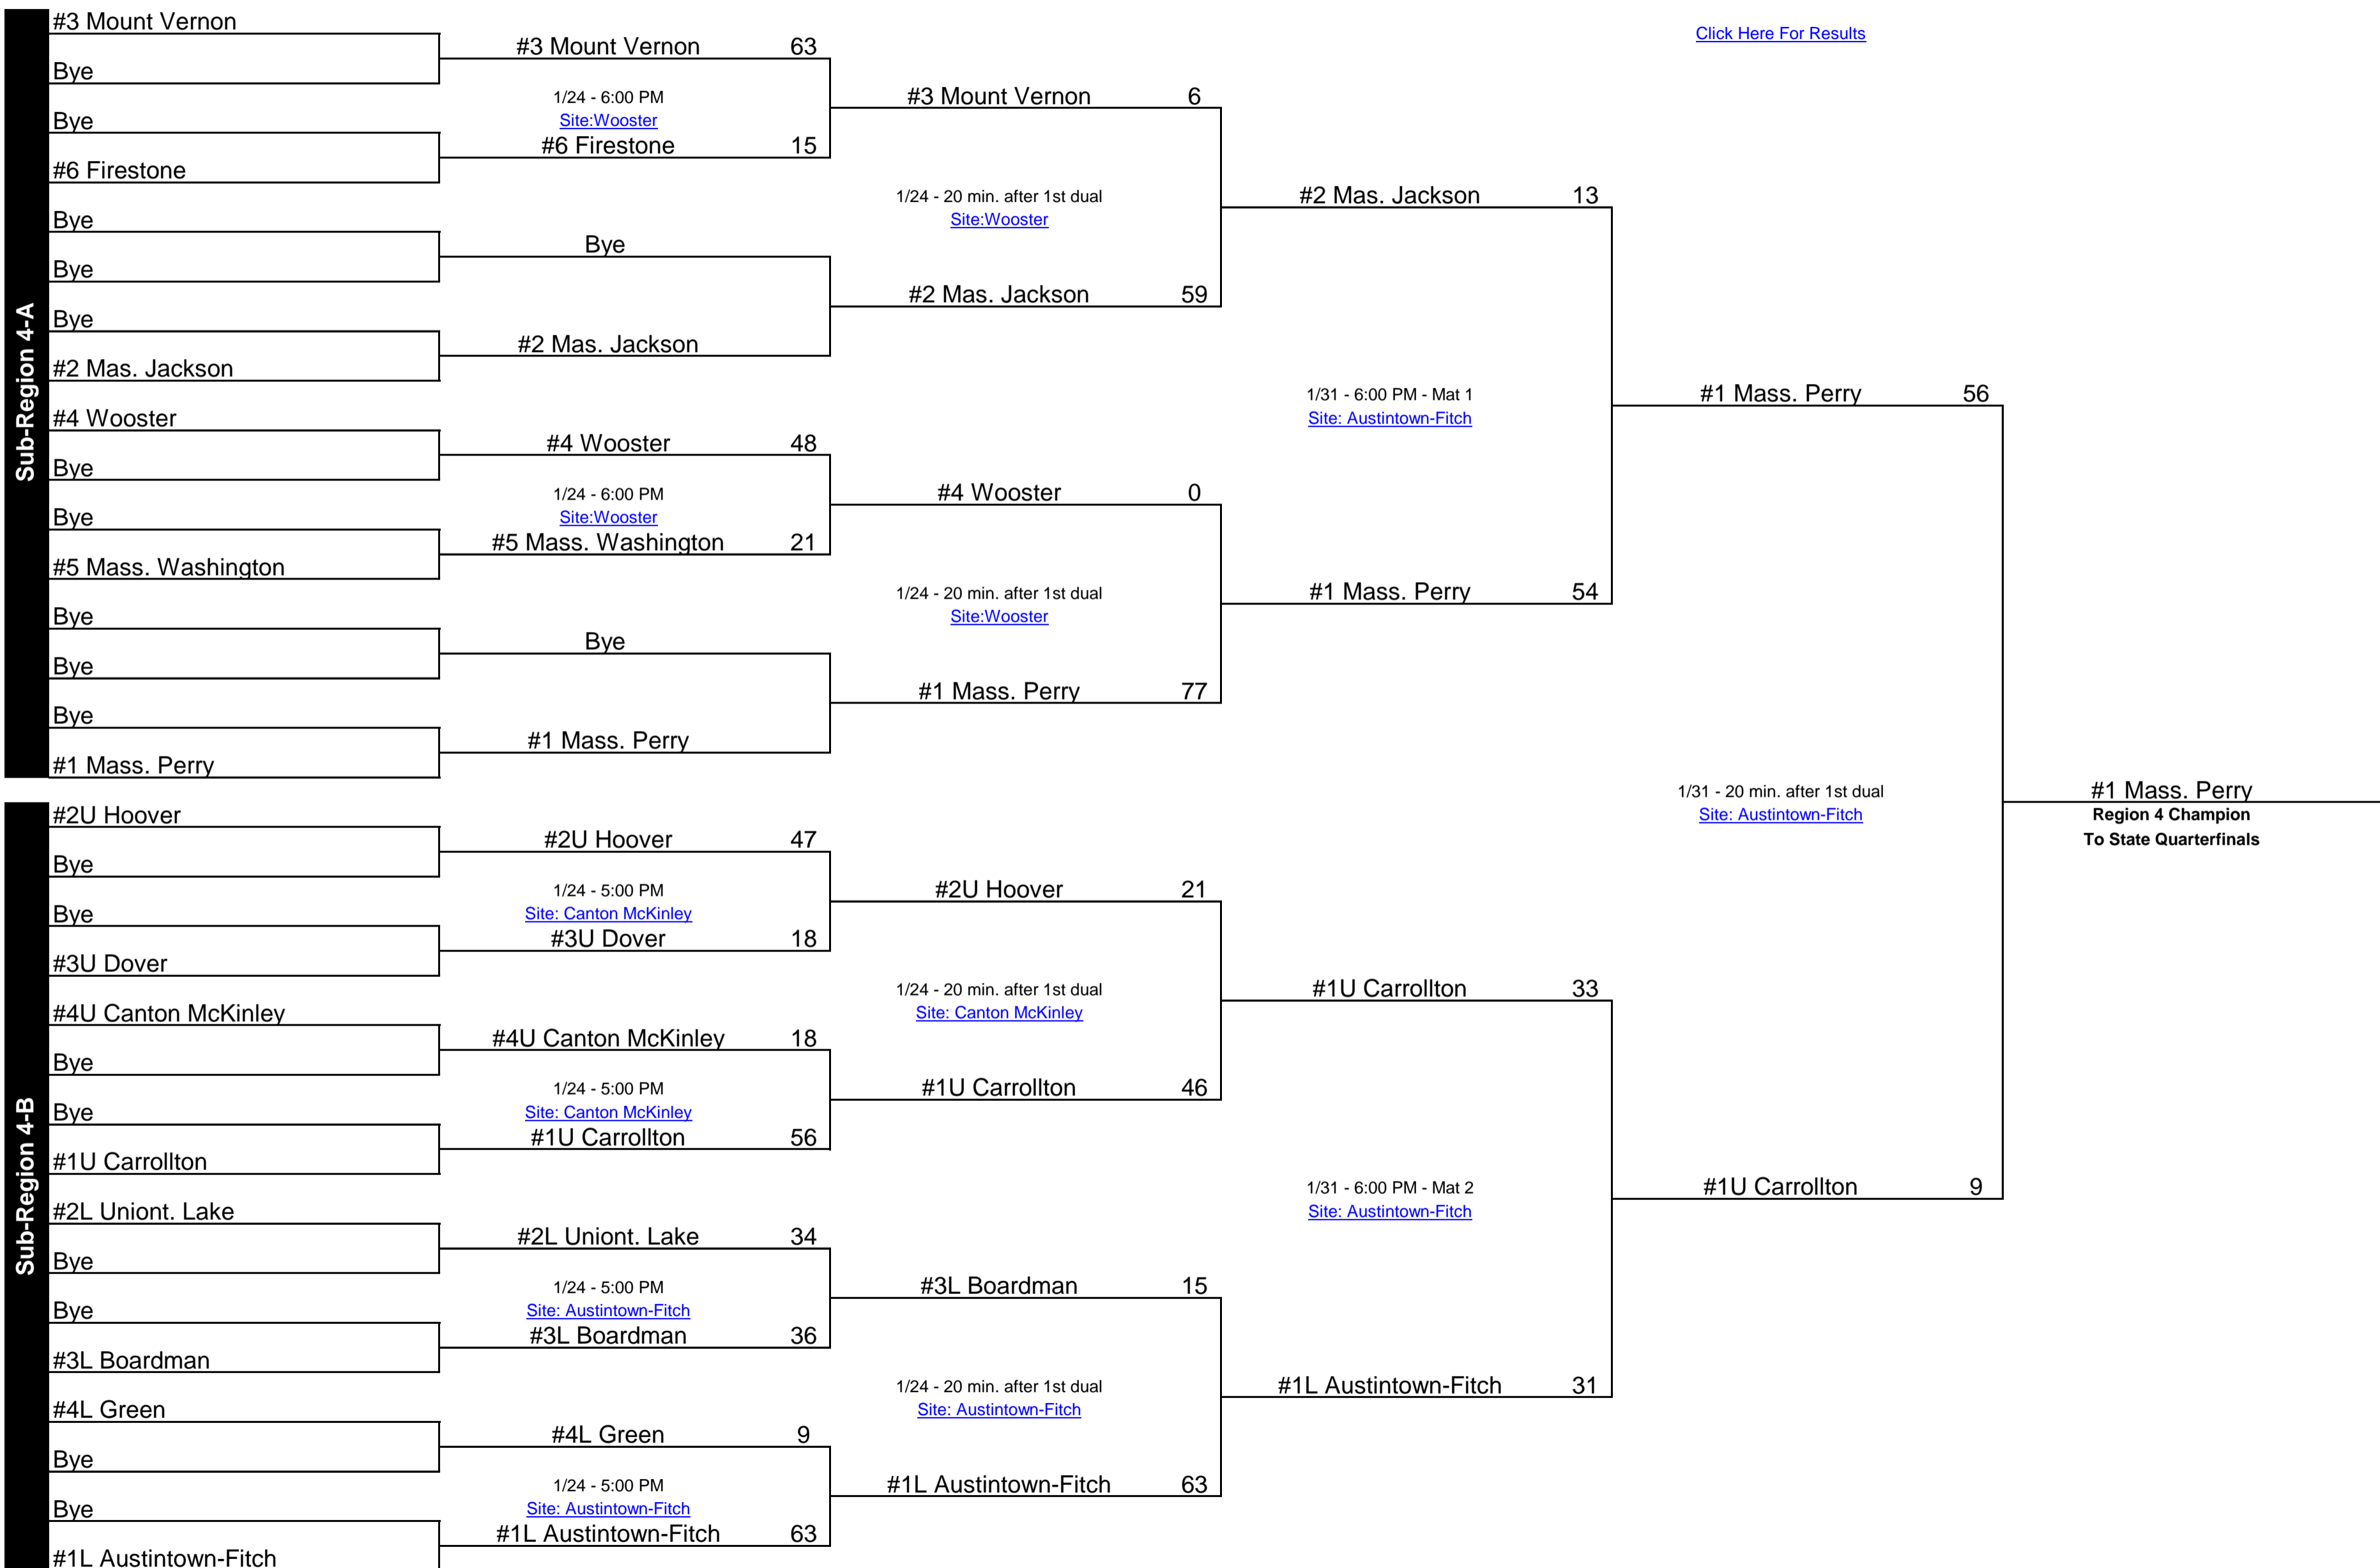 Click Here For Results
Sub-Region 4-A
#3 Mount Vernon
Bye
Bye
#6 Firestone
Bye
Bye
Bye
#2 Mas. Jackson
#4 Wooster
Bye
Bye
#5 Mass. Washington
Bye
Bye
Bye
#1 Mass. Perry
Sub-Region 4-B
#2U Hoover
Bye
Bye
#3U Dover
#4U Canton McKinley
Bye
Bye
#1U Carrollton
#2L Uniont. Lake
Bye
Bye
#3L Boardman
#4L Green
Bye
Bye
#1L Austintown-Fitch
#3 Mount Vernon 63
1/24 - 6:00 PM
Site:Wooster
#6 Firestone 15
Bye
#2 Mas. Jackson
#4 Wooster 48
1/24 - 6:00 PM
Site:Wooster
#5 Mass. Washington 21
Bye
#1 Mass. Perry
#2U Hoover 47
1/24 - 5:00 PM
Site: Canton McKinley
#3U Dover 18
#4U Canton McKinley 18
1/24 - 5:00 PM
Site: Canton McKinley
#1U Carrollton 56
#2L Uniont. Lake 34
1/24 - 5:00 PM
Site: Austintown-Fitch
#3L Boardman 36
#4L Green 9
1/24 - 5:00 PM
Site: Austintown-Fitch
#1L Austintown-Fitch 63
#3 Mount Vernon 6
1/24 - 20 min. after 1st dual
Site:Wooster
#2 Mas. Jackson 59
#4 Wooster 0
1/24 - 20 min. after 1st dual
Site:Wooster
#1 Mass. Perry 77
#2U Hoover 21
1/24 - 20 min. after 1st dual
Site: Canton McKinley
#1U Carrollton 46
#3L Boardman 15
1/24 - 20 min. after 1st dual
Site: Austintown-Fitch
#1L Austintown-Fitch 63
#2 Mas. Jackson 13
1/31 - 6:00 PM - Mat 1
Site: Austintown-Fitch
#1 Mass. Perry 54
#1U Carrollton 33
1/31 - 6:00 PM - Mat 2
Site: Austintown-Fitch
#1L Austintown-Fitch 31
#1 Mass. Perry 56
1/31 - 20 min. after 1st dual
Site: Austintown-Fitch
#1U Carrollton 9
#1 Mass. Perry
Region 4 Champion
To State Quarterfinals